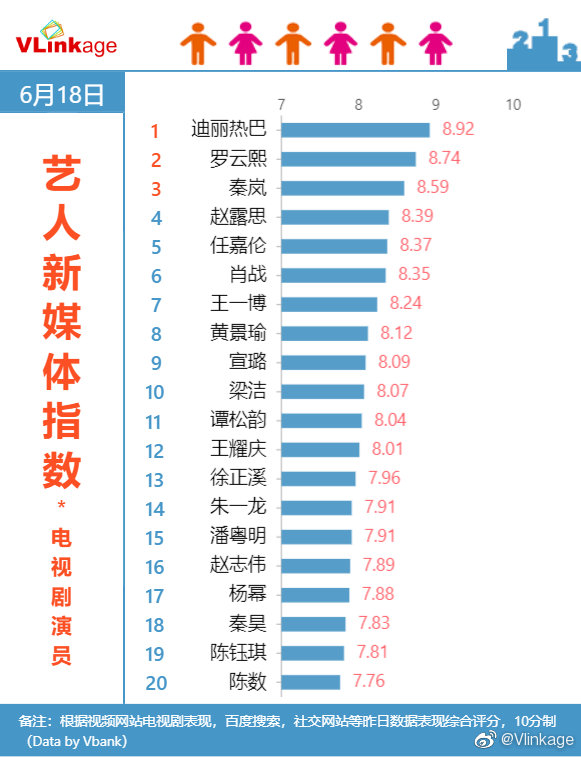 VLinkage
1
2
3
6月18日
艺人新媒体指数
*电视剧演员
7 8 9 10
1 迪丽热巴 8.92
2 罗云熙 8.74
3 秦岚 8.59
4 赵露思 8.39
5 任嘉伦 8.37
6 肖战 8.35
7 王一博 8.24
8 黄景瑜 8.12
9 宣璐 8.09
10 梁洁 8.07
11 谭松韵 8.04
12 王耀庆 8.01
13 徐正溪 7.96
14 朱一龙 7.91
15 潘粤明 7.91
16 赵志伟 7.89
17 杨幂 7.88
18 秦昊 7.83
19 陈钰琪 7.81
20 陈数 7.76
备注：根据视频网站电视剧表现，百度搜索，社交网站等昨日数据表现综合评分，10分制
（Data by Vbank）
@Vlinkage